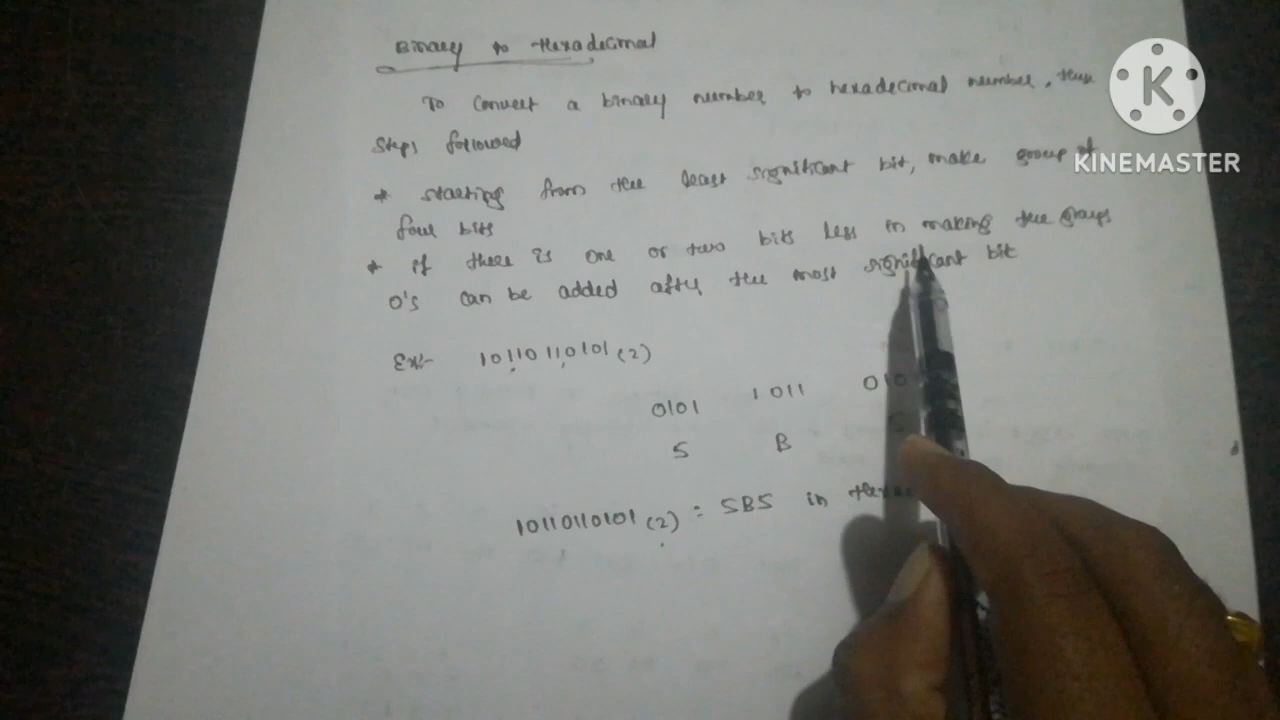 Binary to Hexadecimal
To convert a binary number to hexadecimal number, these
steps followed
* starting from the least significant bit, make group of
four bits
* if there is one or two bits less in making the groups
0's can be added after the most significant bit
Ex:- 10110110101 (2)
0101 1011 010
5 B
10110110101 (2) = 5B5 in Hexa
K
KINEMASTER